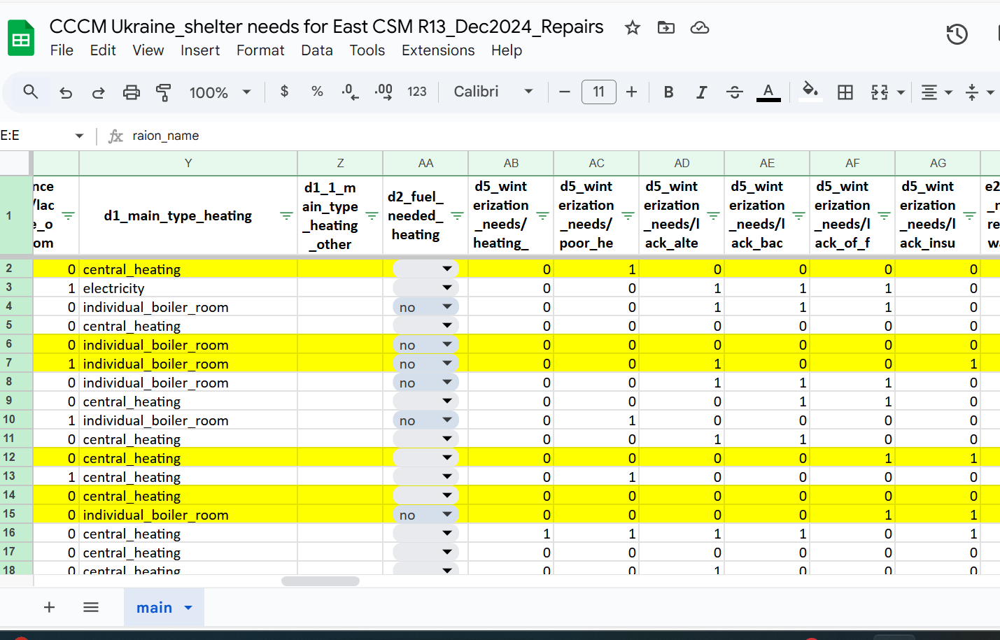 CCCM Ukraine_shelter needs for East CSM R13_Dec2024_Repairs
File Edit View Insert Format Data Tools Extensions Help
100% $ % .0 .00 123 Calibri 11 B I S A
E:E fx raion_name
Y Z AA AB AC AD AE AF AG
1 nce/lace_oom d1_main_type_heating d1_1_main_type_heating_other d2_fuel_needed_heating d5_winterization_needs/heating_ d5_winterization_needs/poor_he d5_winterization_needs/lack_alte d5_winterization_needs/lack_bac d5_winterization_needs/lack_of_f d5_winterization_needs/lack_insu e2
2 0 central_heating 0 1 0 0 0 0
3 1 electricity 0 0 1 1 1 0
4 0 individual_boiler_room no 0 0 1 1 1 0
5 0 central_heating 0 0 0 0 0 0
6 0 individual_boiler_room no 0 0 0 0 0 0
7 1 individual_boiler_room no 0 0 1 0 0 1
8 0 individual_boiler_room no 0 0 1 1 1 0
9 0 central_heating 0 0 0 1 1 0
10 1 individual_boiler_room no 0 1 0 0 0 0
11 0 central_heating 0 0 1 1 0 0
12 0 central_heating 0 0 0 0 1 1
13 1 central_heating 0 1 0 0 0 0
14 0 central_heating 0 0 0 0 0 0
15 0 individual_boiler_room no 0 0 0 0 1 1
16 0 central_heating 1 1 1 1 0 1
17 0 central_heating 0 0 0 0 0 0
18 0 central_heating 0 0 1 0 0 0
main